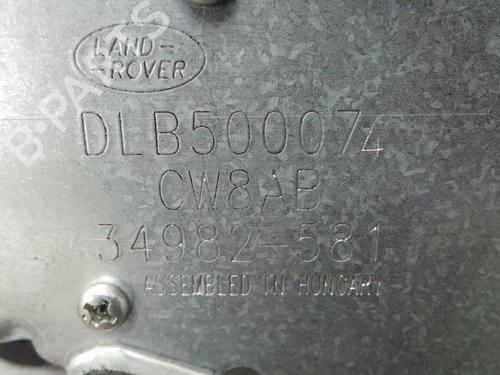 LAND-
-ROVER
DLB500074
CW8AB
34982-581
ASSEMBLED IN HUNGARY
B-PARTS